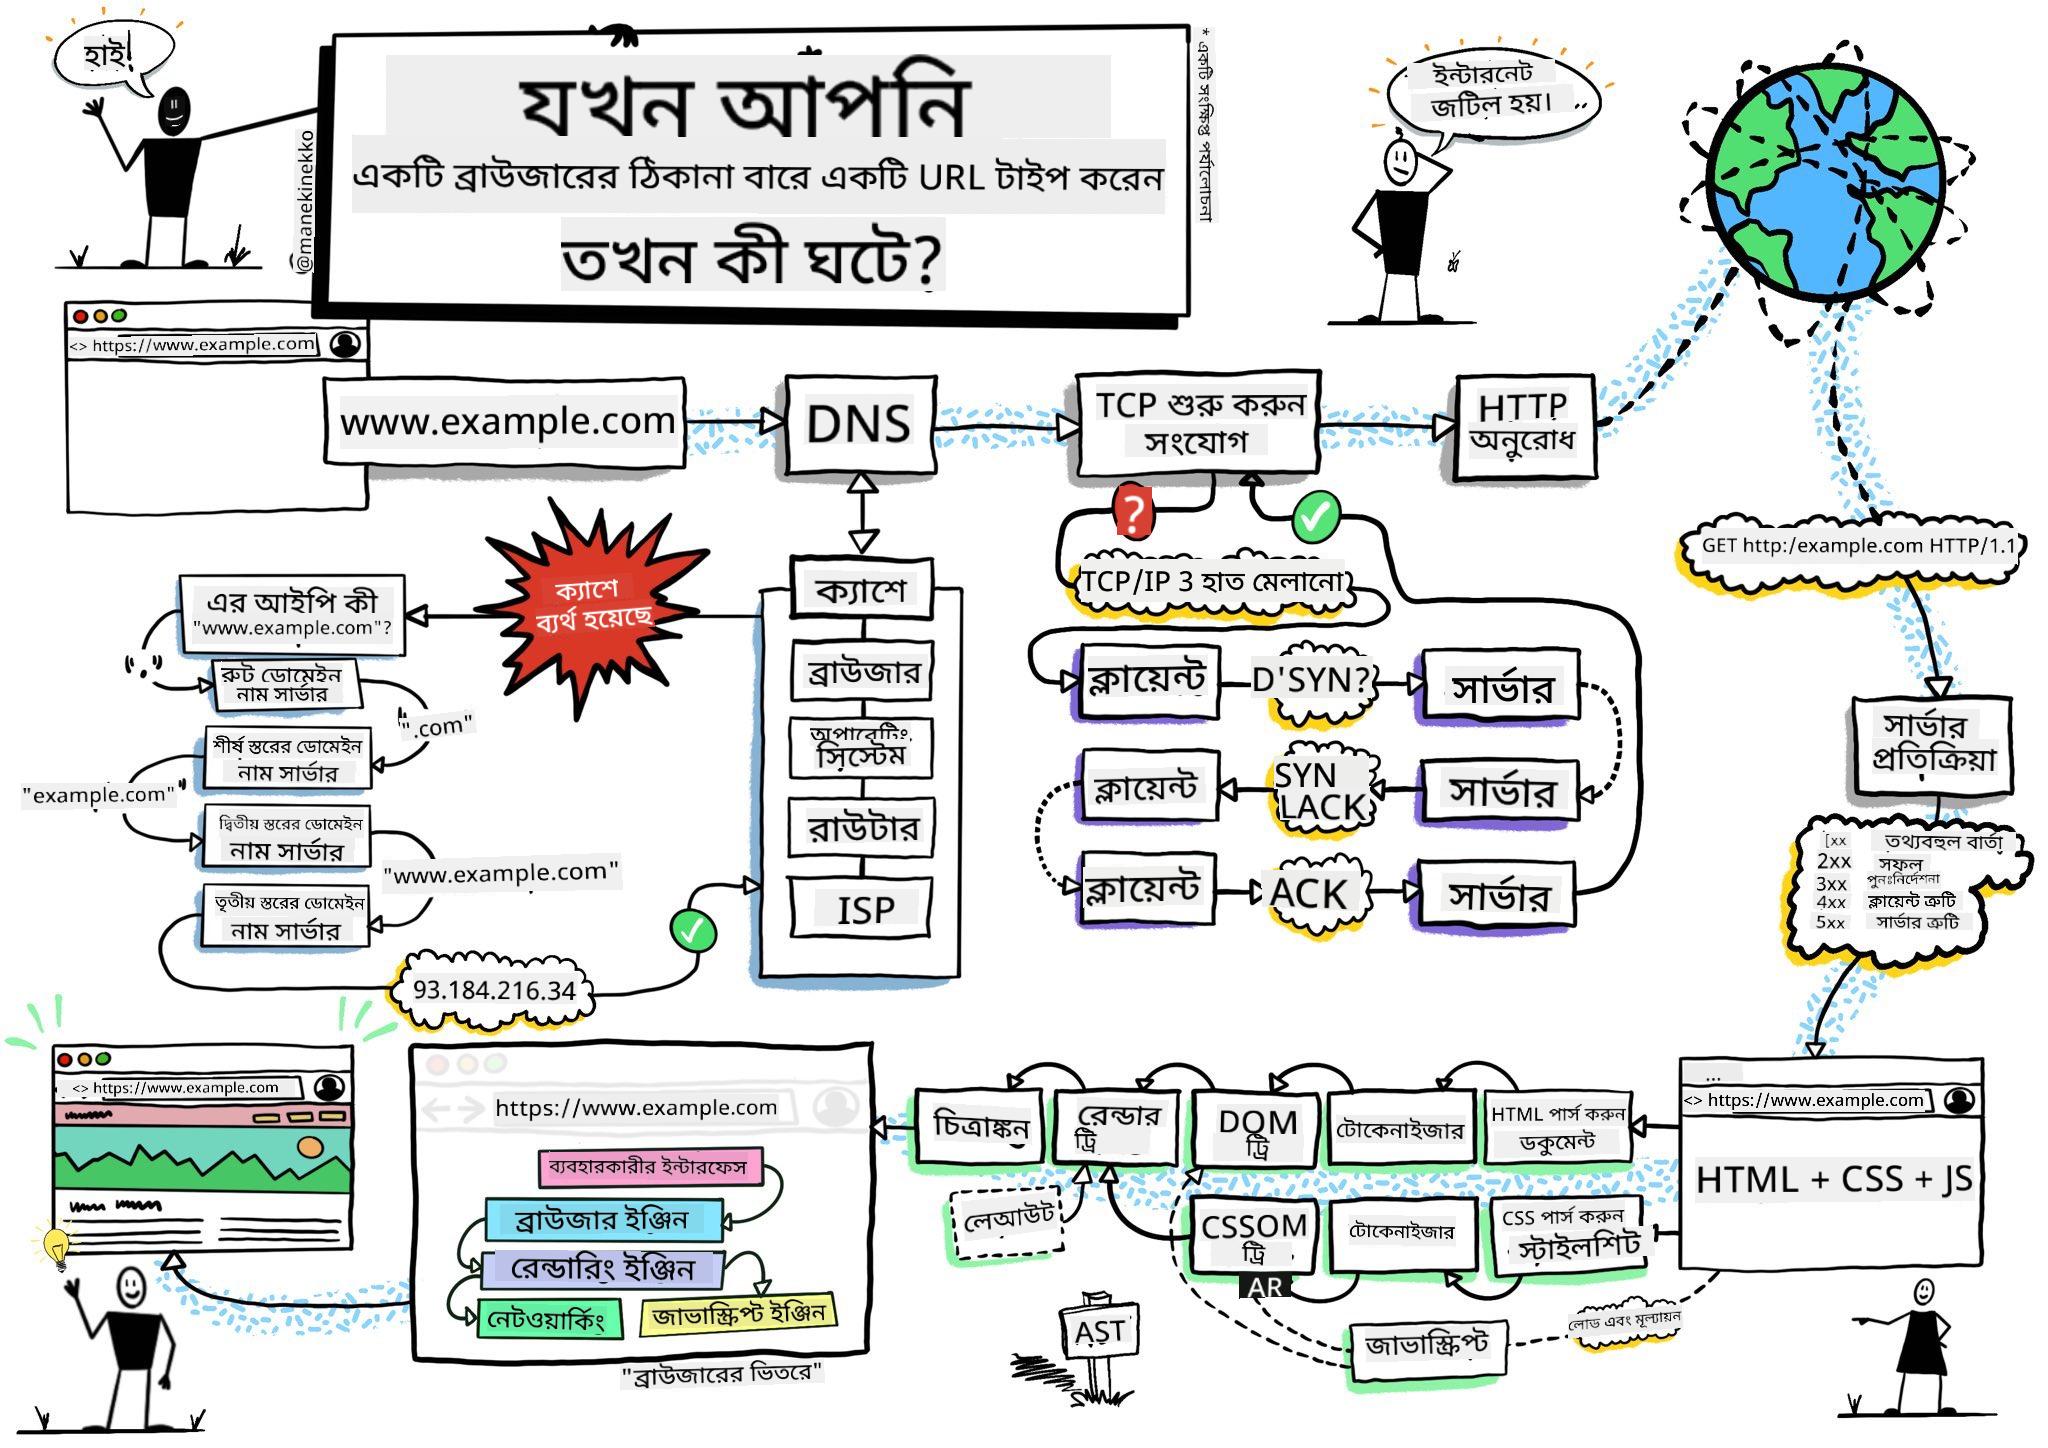 হাই!
@manekinekko
যখন আপনি
একটি ব্রাউজারের ঠিকানা বারে একটি URL টাইপ করেন
তখন কী ঘটে?
* একটি সংক্ষিপ্ত পর্যালোচনা
ইন্টারনেট
জটিল হয়।
<> https://www.example.com
www.example.com
DNS
TCP শুরু করুন
সংযোগ
HTTP
অনুরোধ
GET http:/example.com HTTP/1.1
সার্ভার
প্রতিক্রিয়া
[xx তথ্যবহুল বার্তা
2xx সফল
3xx পুনঃনির্দেশনা
4xx ক্লায়েন্ট ত্রুটি
5xx সার্ভার ত্রুটি
?
TCP/IP 3 হাত মেলানো
ক্লায়েন্ট
D'SYN?
সার্ভার
ক্লায়েন্ট
SYN
LACK
সার্ভার
ক্লায়েন্ট
ACK
সার্ভার
ক্যাশে
ব্রাউজার
অপারেটিং
সিস্টেম
রাউটার
ISP
ক্যাশে
ব্যর্থ হয়েছে
এর আইপি কী
"www.example.com"?
রুট ডোমেইন
নাম সার্ভার
".com"
শীর্ষ স্তরের ডোমেইন
নাম সার্ভার
"example.com"
দ্বিতীয় স্তরের ডোমেইন
নাম সার্ভার
"www.example.com"
তৃতীয় স্তরের ডোমেইন
নাম সার্ভার
93.184.216.34
<> https://www.example.com
https://www.example.com
ব্যবহারকারীর ইন্টারফেস
ব্রাউজার ইঞ্জিন
রেন্ডারিং ইঞ্জিন
নেটওয়ার্কিং
জাভাস্ক্রিপ্ট ইঞ্জিন
"ব্রাউজারের ভিতরে"
চিত্রাঙ্কন
রেন্ডার
ট্রি
DOM
ট্রি
টোকেনাইজার
HTML পার্স করুন
ডকুমেন্ট
...
<> https://www.example.com
HTML + CSS + JS
লেআউট
CSSOM
ট্রি
টোকেনাইজার
CSS পার্স করুন
স্টাইলশিট
AR
AST
জাভাস্ক্রিপ্ট
লোড এবং মূল্যায়ন